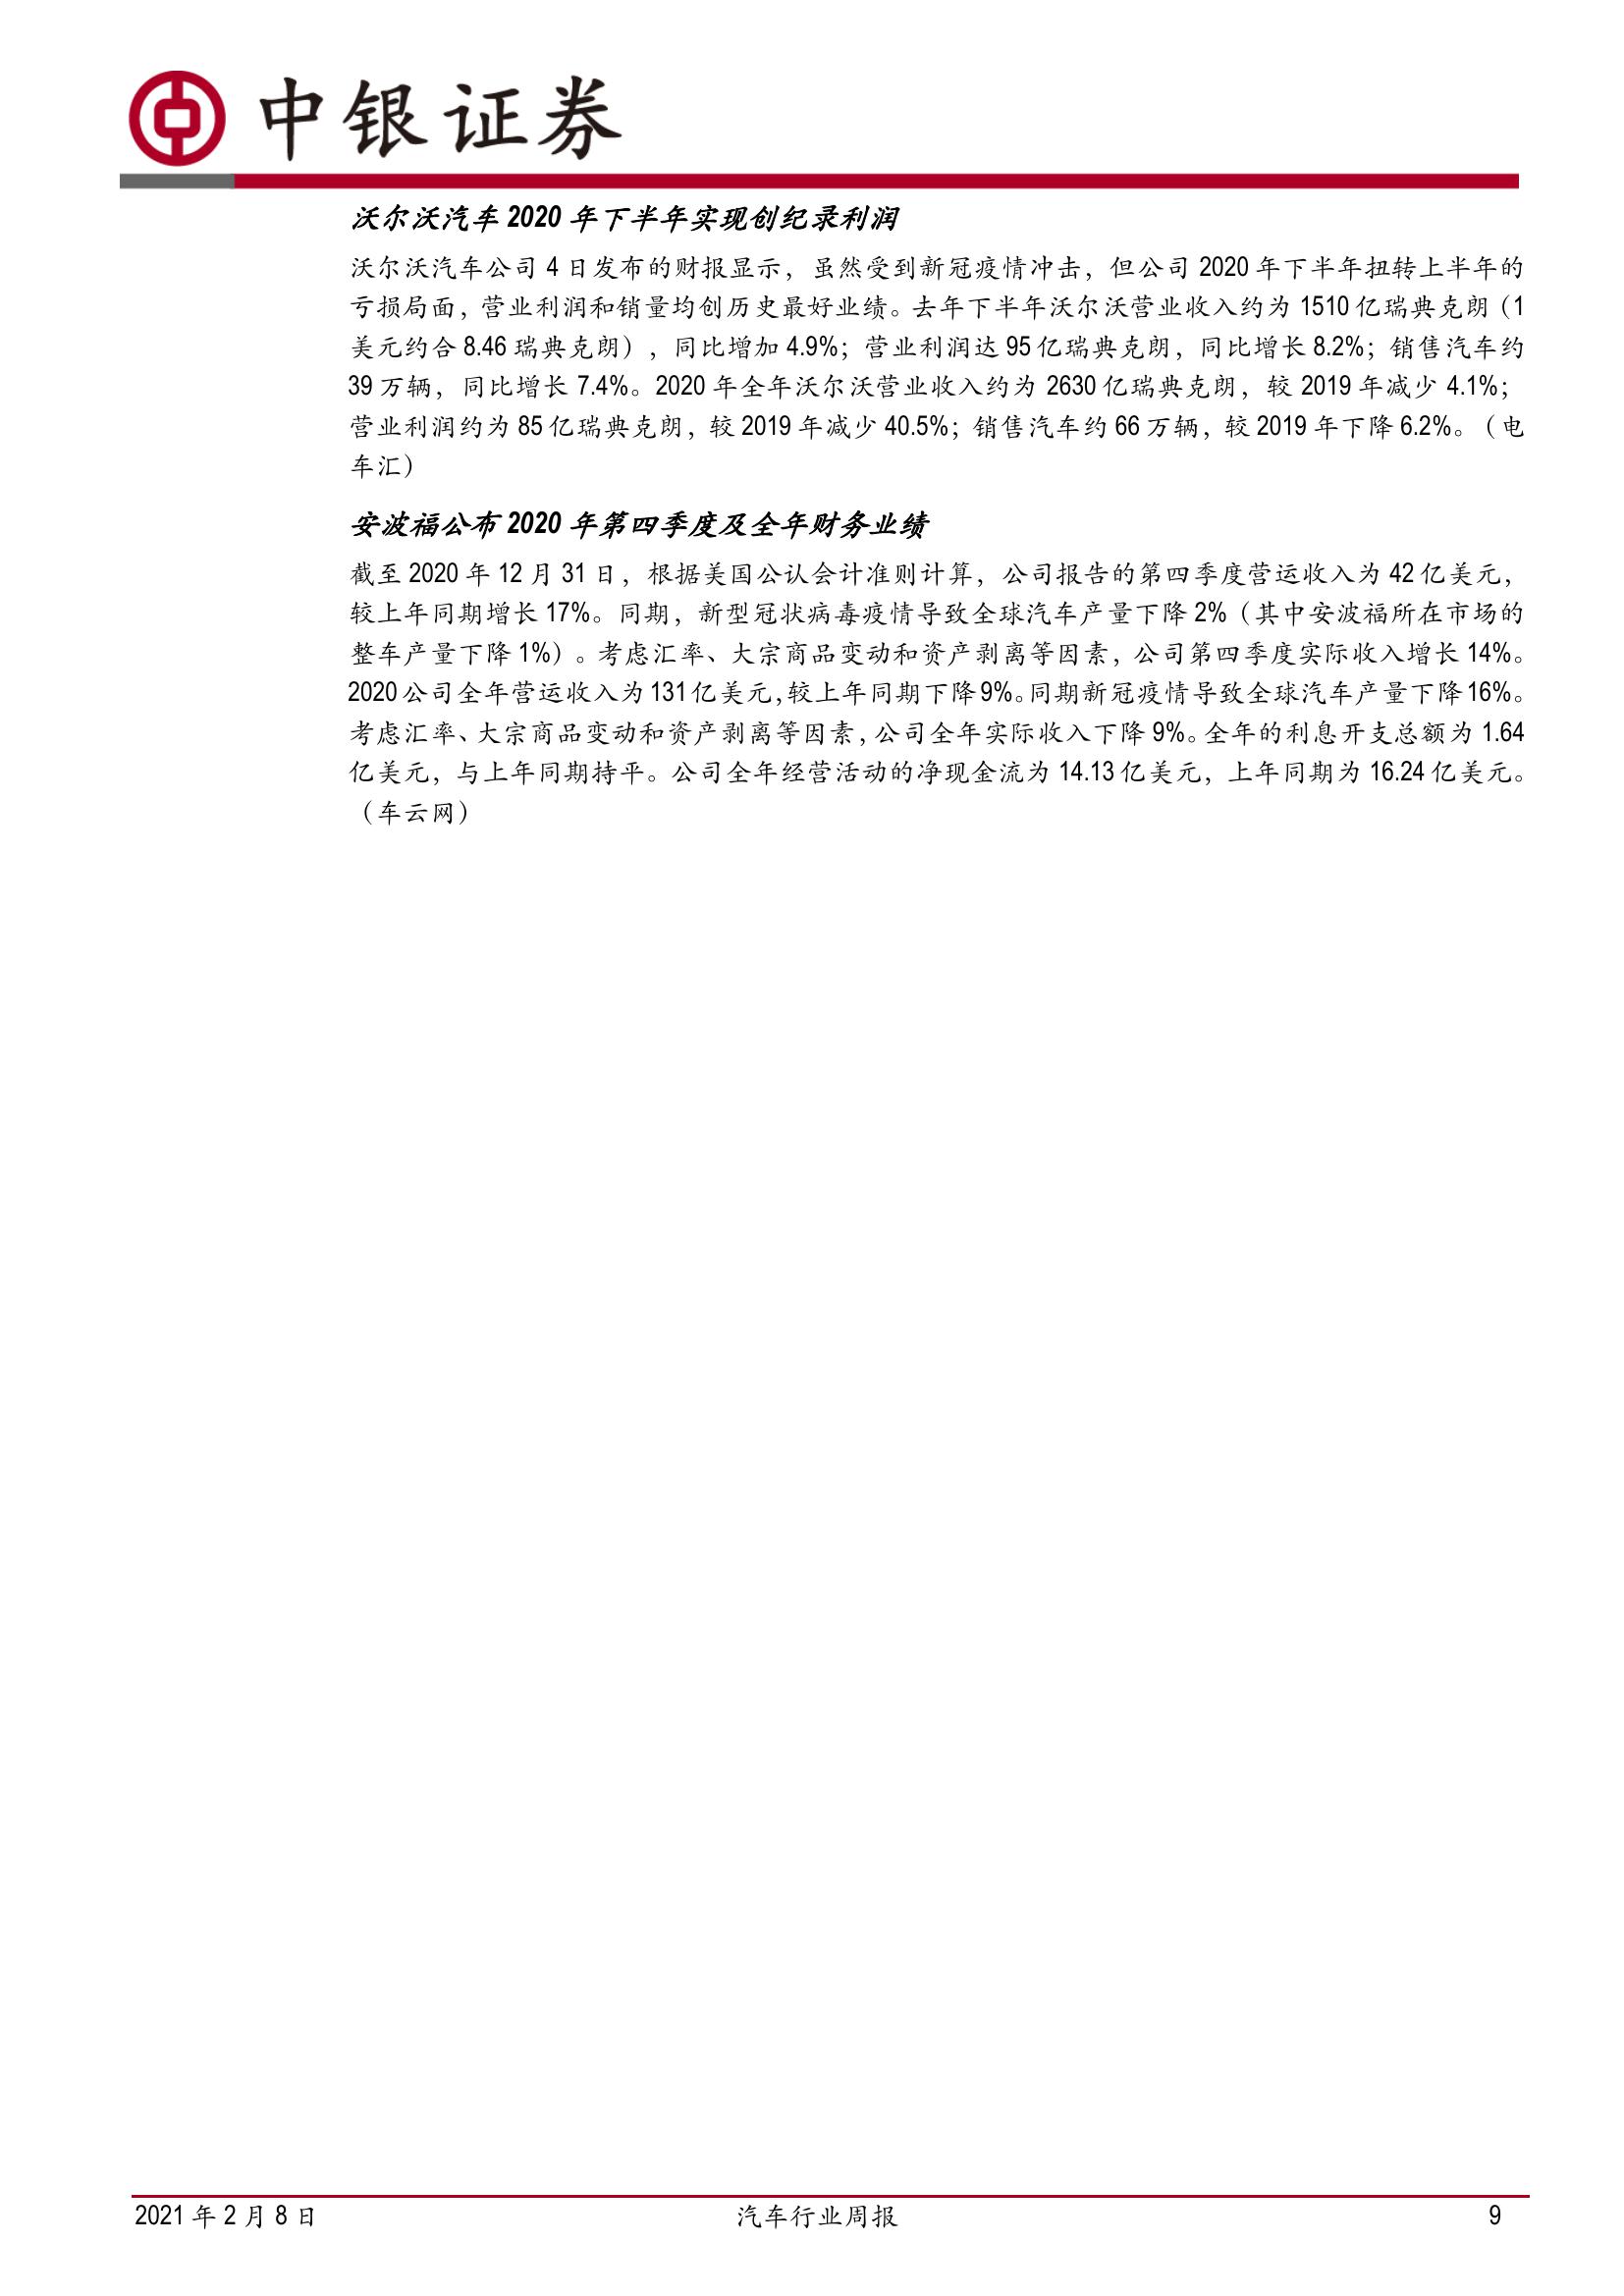 中银证券
沃尔沃汽车 2020 年下半年实现创纪录利润
沃尔沃汽车公司 4 日发布的财报显示，虽然受到新冠疫情冲击，但公司 2020 年下半年扭转上半年的
亏损局面，营业利润和销量均创历史最好业绩。去年下半年沃尔沃营业收入约为 1510 亿瑞典克朗（1
美元约合 8.46 瑞典克朗），同比增加 4.9%；营业利润达 95 亿瑞典克朗，同比增长 8.2%；销售汽车约
39 万辆，同比增长 7.4%。2020 年全年沃尔沃营业收入约为 2630 亿瑞典克朗，较 2019 年减少 4.1%；
营业利润约为 85 亿瑞典克朗，较 2019 年减少 40.5%；销售汽车约 66 万辆，较 2019 年下降 6.2%。（电
车汇）
安波福公布 2020 年第四季度及全年财务业绩
截至 2020 年 12 月 31 日，根据美国公认会计准则计算，公司报告的第四季度营运收入为 42 亿美元，
较上年同期增长 17%。同期，新型冠状病毒疫情导致全球汽车产量下降 2%（其中安波福所在市场的
整车产量下降 1%）。考虑汇率、大宗商品变动和资产剥离等因素，公司第四季度实际收入增长 14%。
2020 公司全年营运收入为 131 亿美元，较上年同期下降 9%。同期新冠疫情导致全球汽车产量下降 16%。
考虑汇率、大宗商品变动和资产剥离等因素，公司全年实际收入下降 9%。全年的利息开支总额为 1.64
亿美元，与上年同期持平。公司全年经营活动的净现金流为 14.13 亿美元，上年同期为 16.24 亿美元。
（车云网）
2021 年 2 月 8 日 汽车行业周报 9